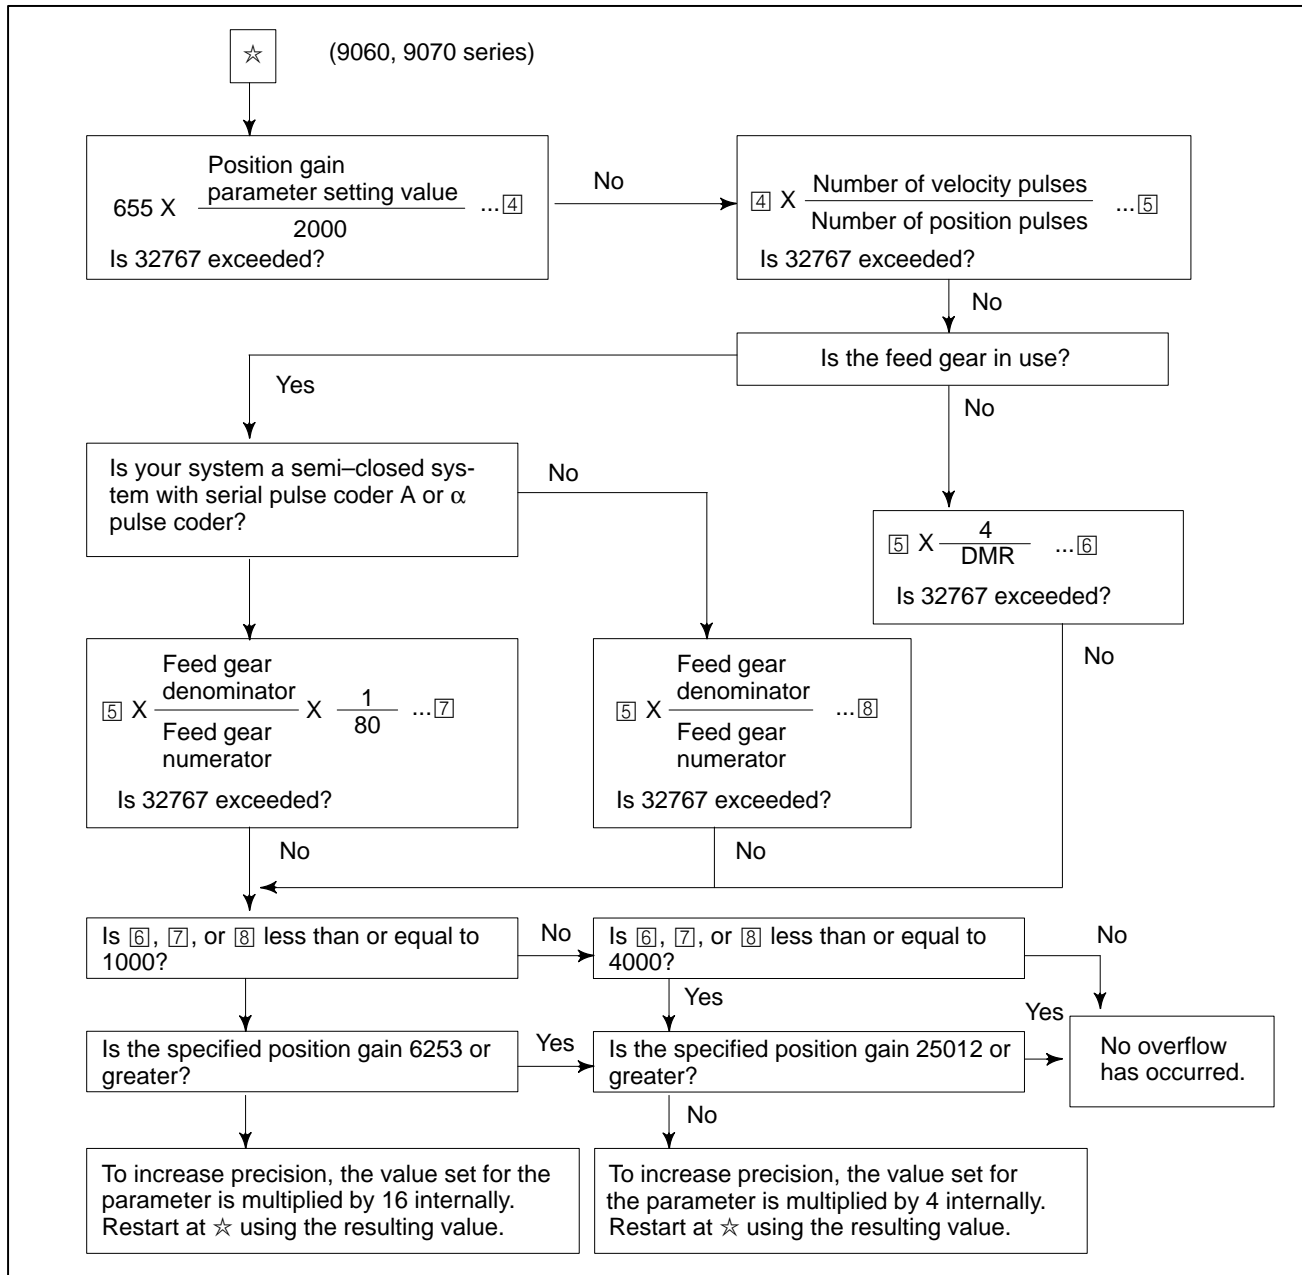 ☆ (9060, 9070 series)
Position gain
parameter setting value
655 X
2000
...4
Is 32767 exceeded?
No
4 X
Number of velocity pulses
Number of position pulses
...5
Is 32767 exceeded?
No
Is the feed gear in use?
Yes
No
Is your system a semi–closed sys-
tem with serial pulse coder A or α
pulse coder?
No
5 X
4
DMR
...6
Is 32767 exceeded?
No
5 X
Feed gear
denominator
Feed gear
numerator
X
1
80
...7
Is 32767 exceeded?
5 X
Feed gear
denominator
Feed gear
numerator
...8
Is 32767 exceeded?
No
No
Is 6, 7, or 8 less than or equal to
1000?
No
Is 6, 7, or 8 less than or equal to
4000?
No
Yes
Is the specified position gain 6253 or
greater?
Yes
Is the specified position gain 25012 or
greater?
Yes
No overflow
has occurred.
No
To increase precision, the value set for the
parameter is multiplied by 16 internally.
Restart at ☆ using the resulting value.
To increase precision, the value set for
the parameter is multiplied by 4 internally.
Restart at ☆ using the resulting value.